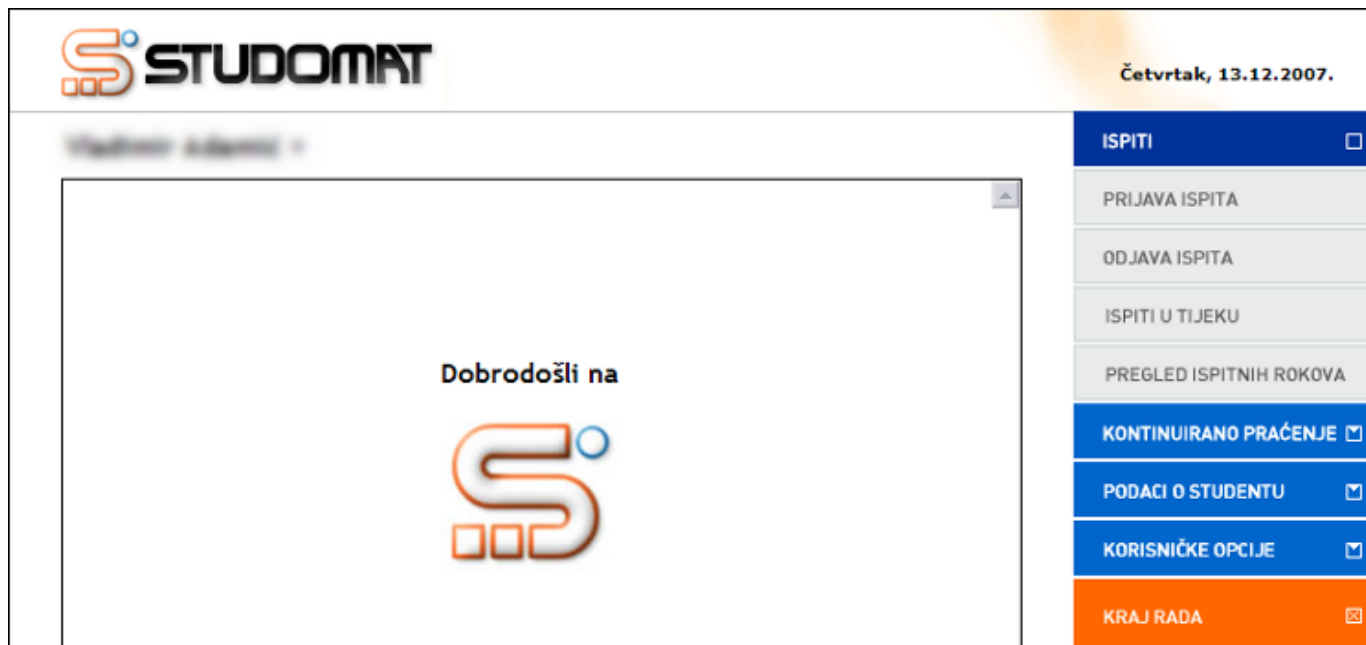 STUDOMAT
Četvrtak, 13.12.2007.
Dobrodošli na
ISPITI
PRIJAVA ISPITA
ODJAVA ISPITA
ISPITI U TIJEKU
PREGLED ISPITNIH ROKOVA
KONTINUIRANO PRAĆENJE
PODACI O STUDENTU
KORISNIČKE OPCIJE
KRAJ RADA